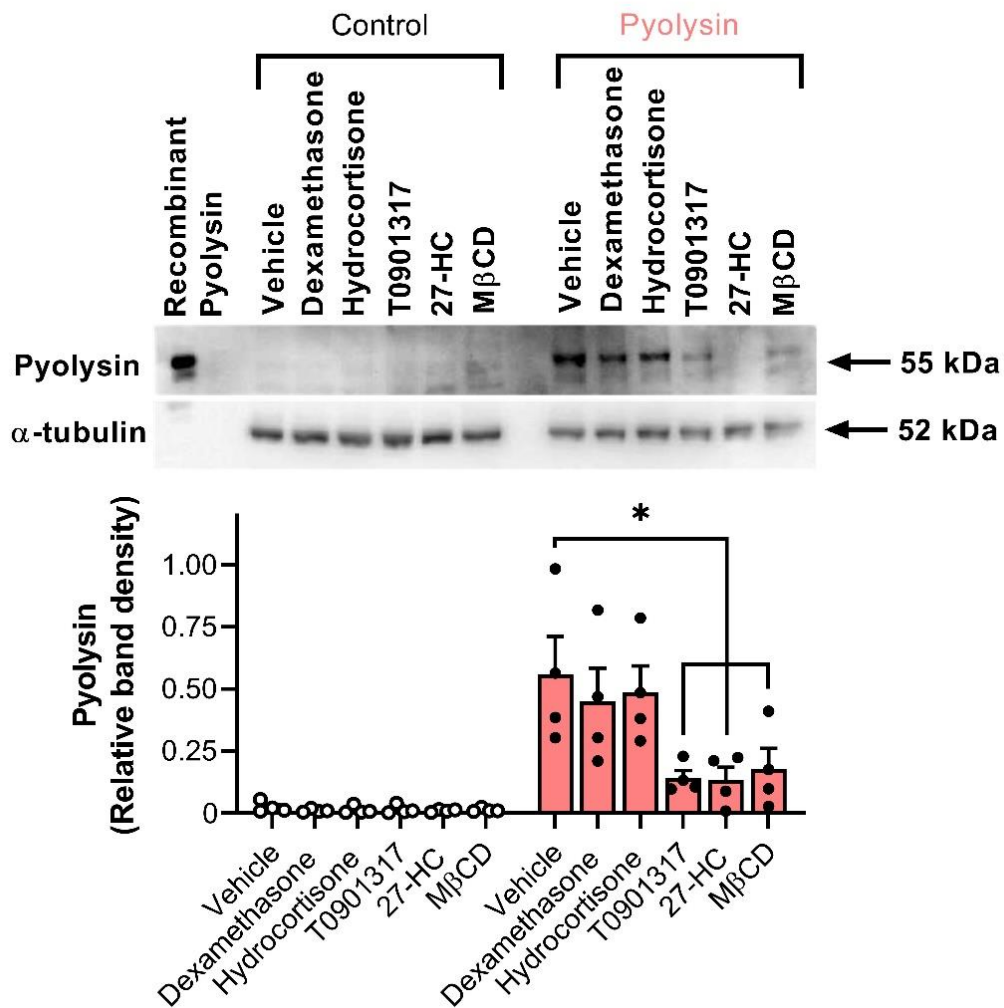 Control
Pyolysin
Recombinant
Pyolysin
Vehicle
Dexamethasone
Hydrocortisone
T0901317
27-HC
MβCD
Vehicle
Dexamethasone
Hydrocortisone
T0901317
27-HC
MβCD
Pyolysin
55 kDa
α-tubulin
52 kDa
*
Pyolysin
(Relative band density)
1.00
0.75
0.50
0.25
0
Vehicle
Dexamethasone
Hydrocortisone
T0901317
27-HC
MβCD
Vehicle
Dexamethasone
Hydrocortisone
T0901317
27-HC
MβCD